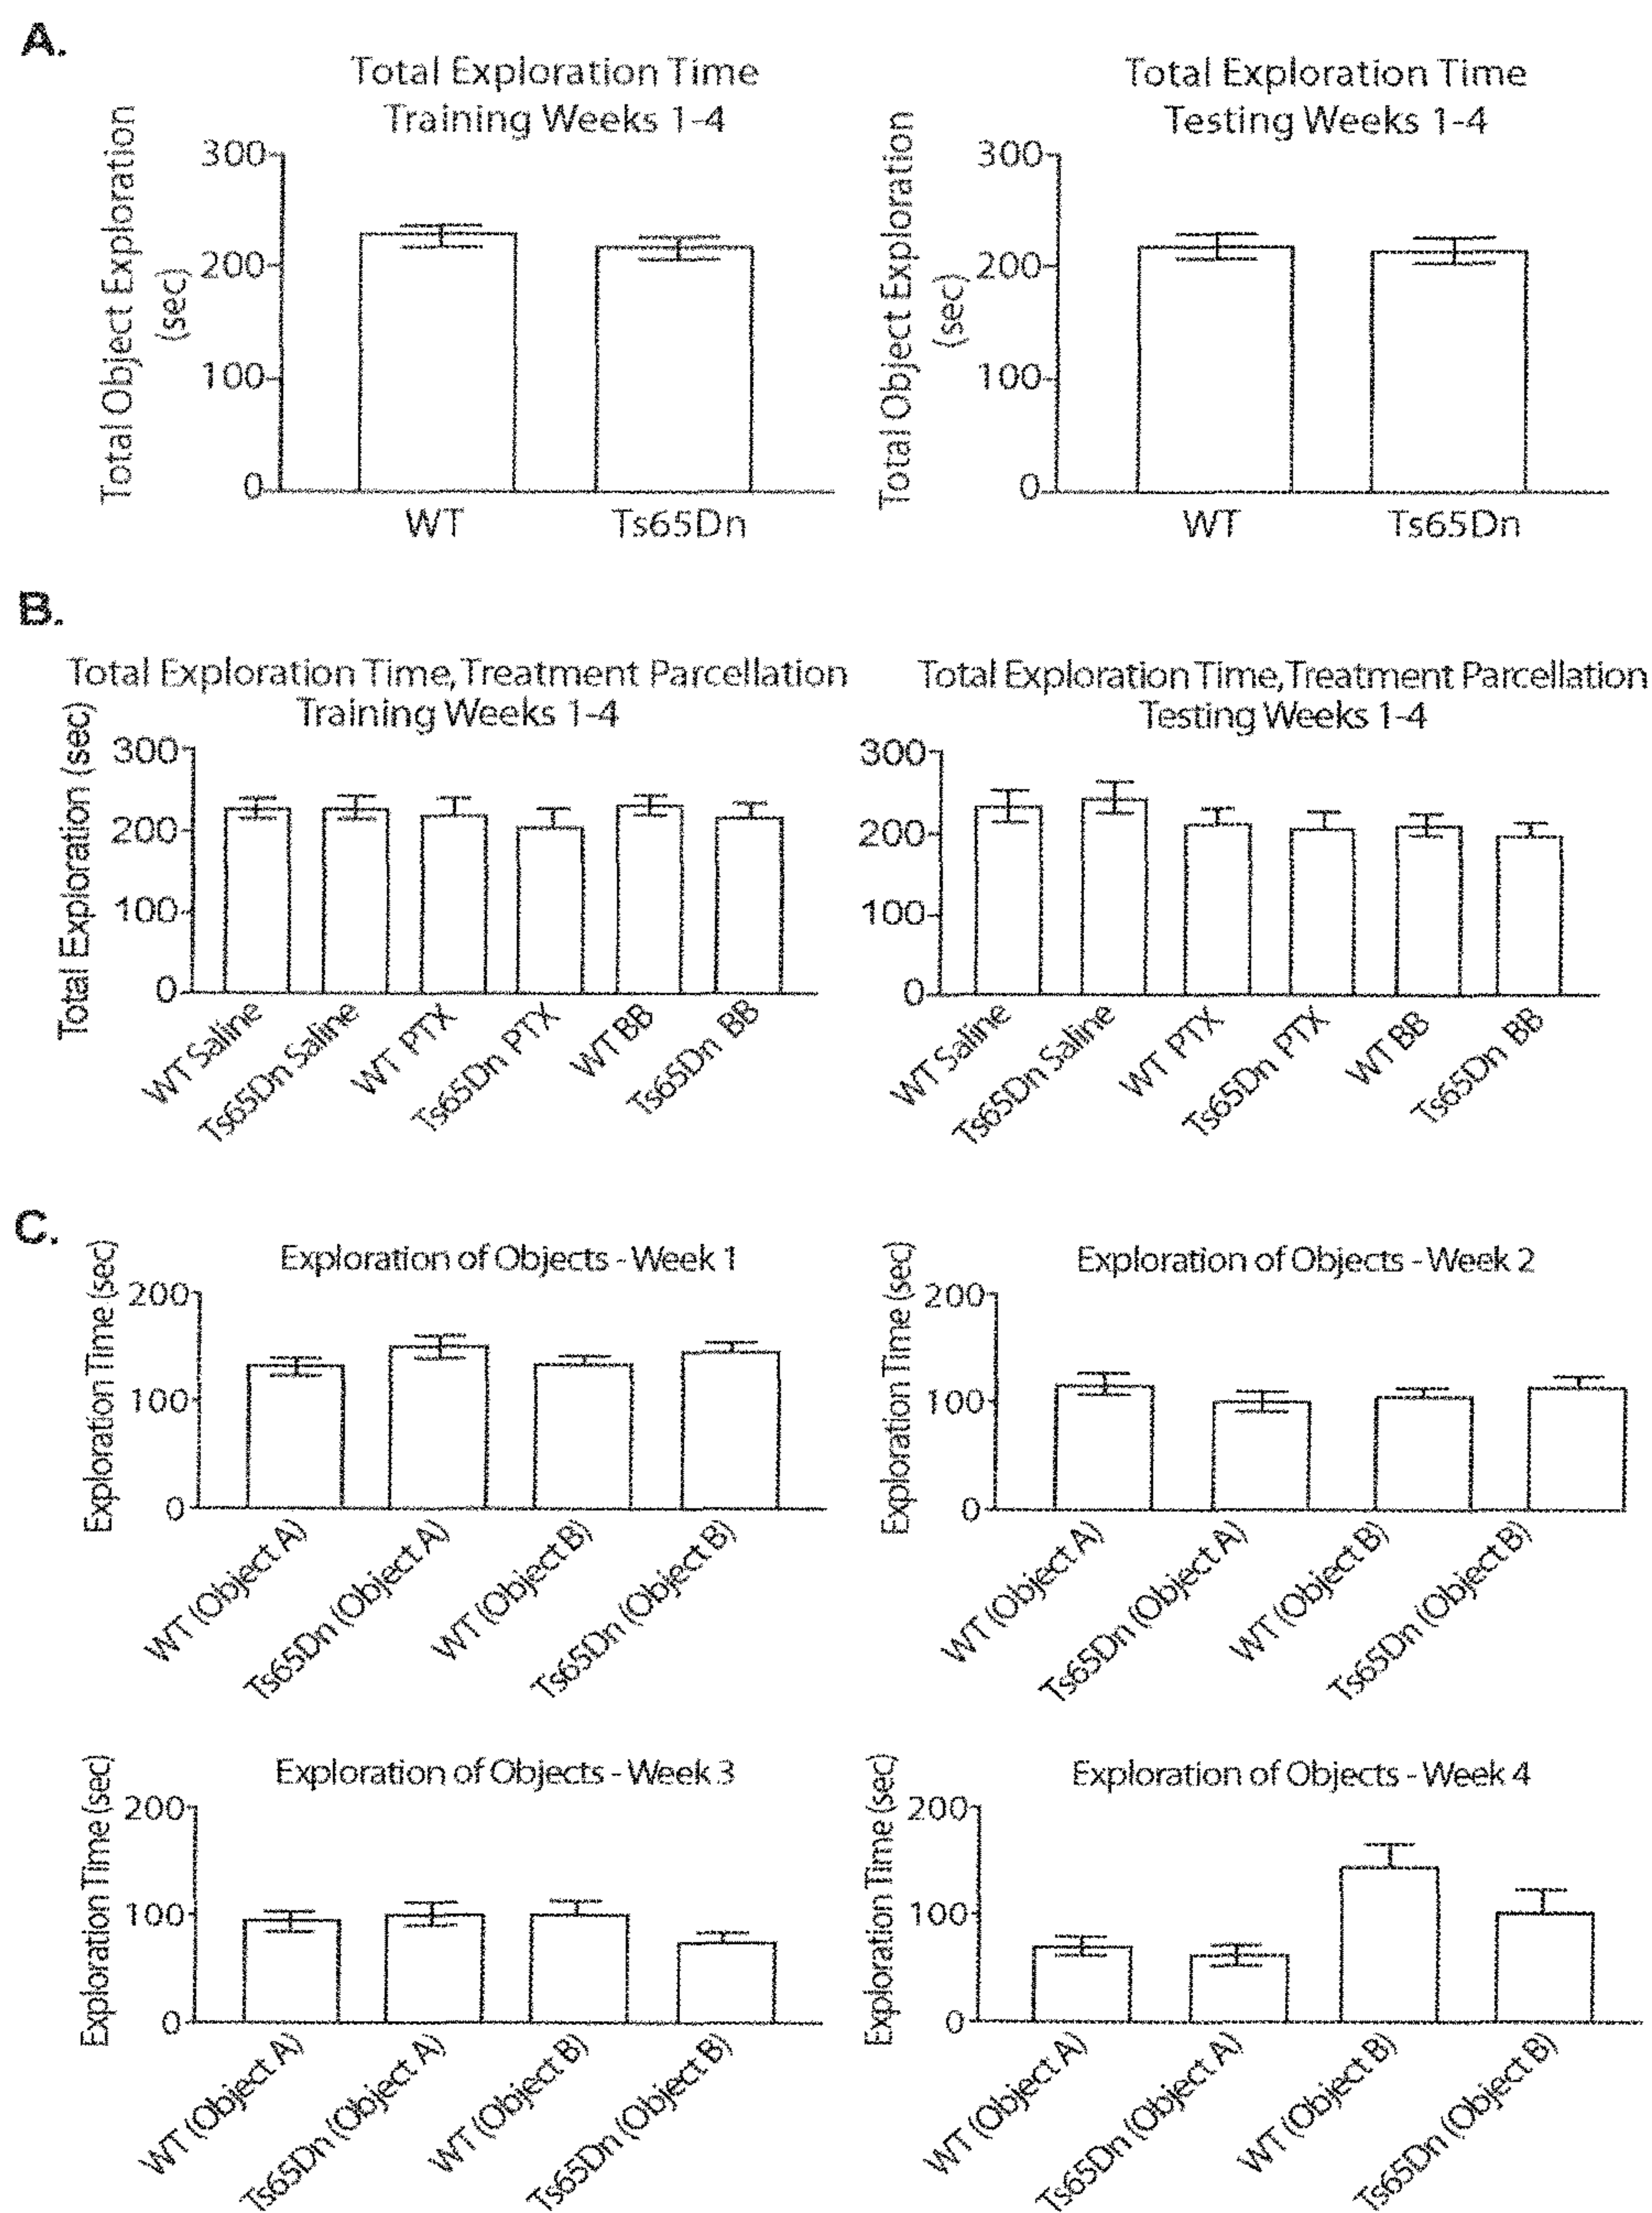 A.
Total Exploration Time
Training Weeks 1-4
Total Object Exploration
(sec)
300
200
100
0
WT
Ts65Dn
Total Exploration Time
Testing Weeks 1-4
Total Object Exploration
(sec)
300
200
100
0
WT
Ts65Dn
B.
Total Exploration Time, Treatment Parcellation
Training Weeks 1-4
Total Exploration (sec)
300
200
100
0
WT Saline
Ts65Dn Saline
WT PTX
Ts65Dn PTX
WT BB
Ts65Dn BB
Total Exploration Time, Treatment Parcellation
Testing Weeks 1-4
300
200
100
0
WT Saline
Ts65Dn Saline
WT PTX
Ts65Dn PTX
WT BB
Ts65Dn BB
C.
Exploration of Objects - Week 1
Exploration Time (sec)
200
100
0
WT (Object A)
Ts65Dn (Object A)
WT (Object B)
Ts65Dn (Object B)
Exploration of Objects - Week 2
Exploration Time (sec)
200
100
0
WT (Object A)
Ts65Dn (Object A)
WT (Object B)
Ts65Dn (Object B)
Exploration of Objects - Week 3
Exploration Time (sec)
200
100
0
WT (Object A)
Ts65Dn (Object A)
WT (Object B)
Ts65Dn (Object B)
Exploration of Objects - Week 4
Exploration Time (sec)
200
100
0
WT (Object A)
Ts65Dn (Object A)
WT (Object B)
Ts65Dn (Object B)